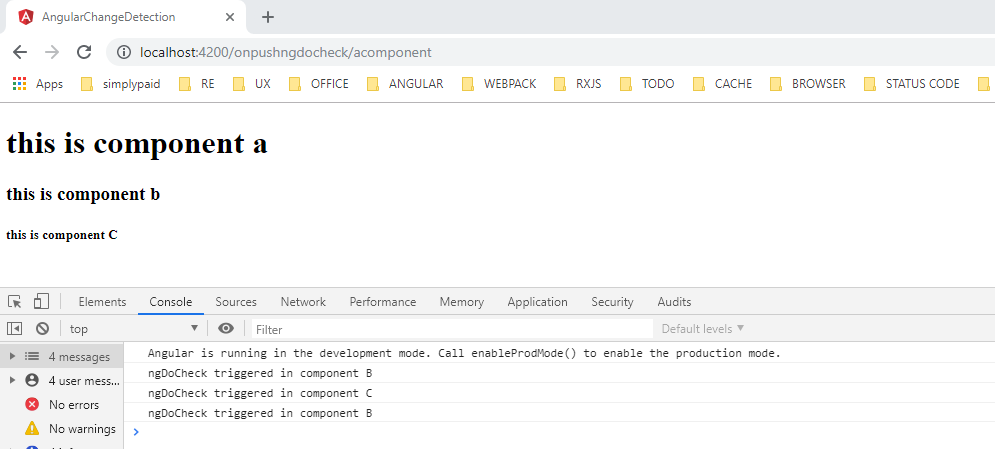 AngularChangeDetection
localhost:4200/onpushngdocheck/acomponent
Apps simplypaid RE UX OFFICE ANGULAR WEBPACK RXJS TODO CACHE BROWSER STATUS CODE
this is component a
this is component b
this is component C
Elements Console Sources Network Performance Memory Application Security Audits
top Filter Default levels
4 messages
4 user mess...
No errors
No warnings
Angular is running in the development mode. Call enableProdMode() to enable the production mode.
ngDoCheck triggered in component B
ngDoCheck triggered in component C
ngDoCheck triggered in component B